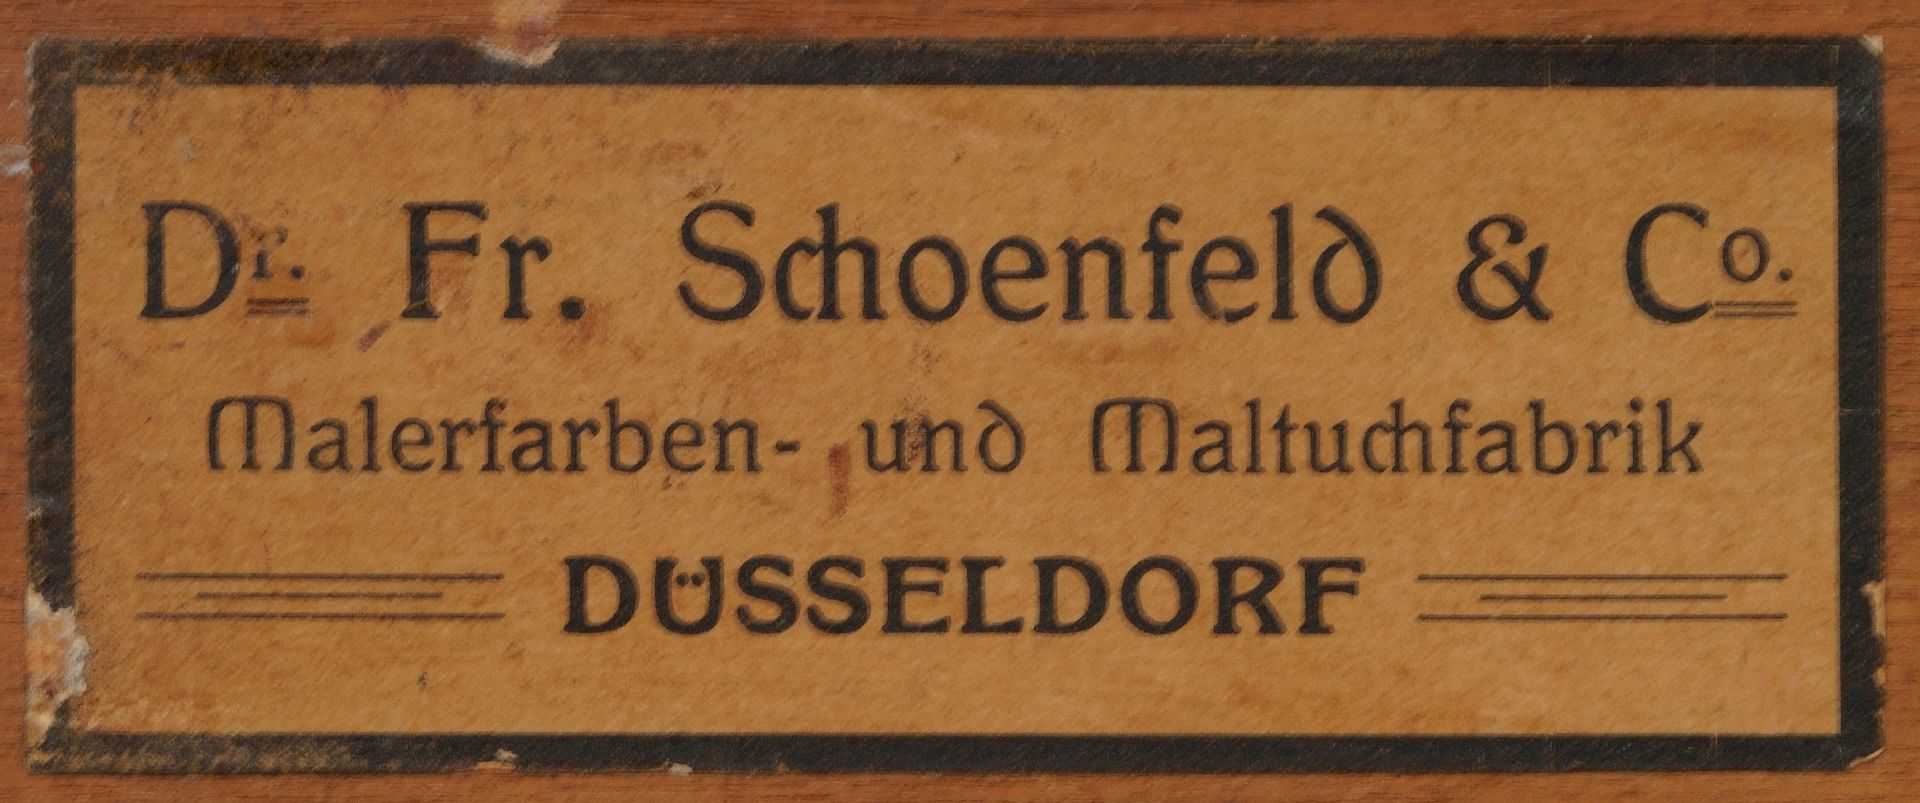 Dr. Fr. Schoenfeld & Co.
Malerfarben- und Maltuchfabrik
DÜSSELDORF